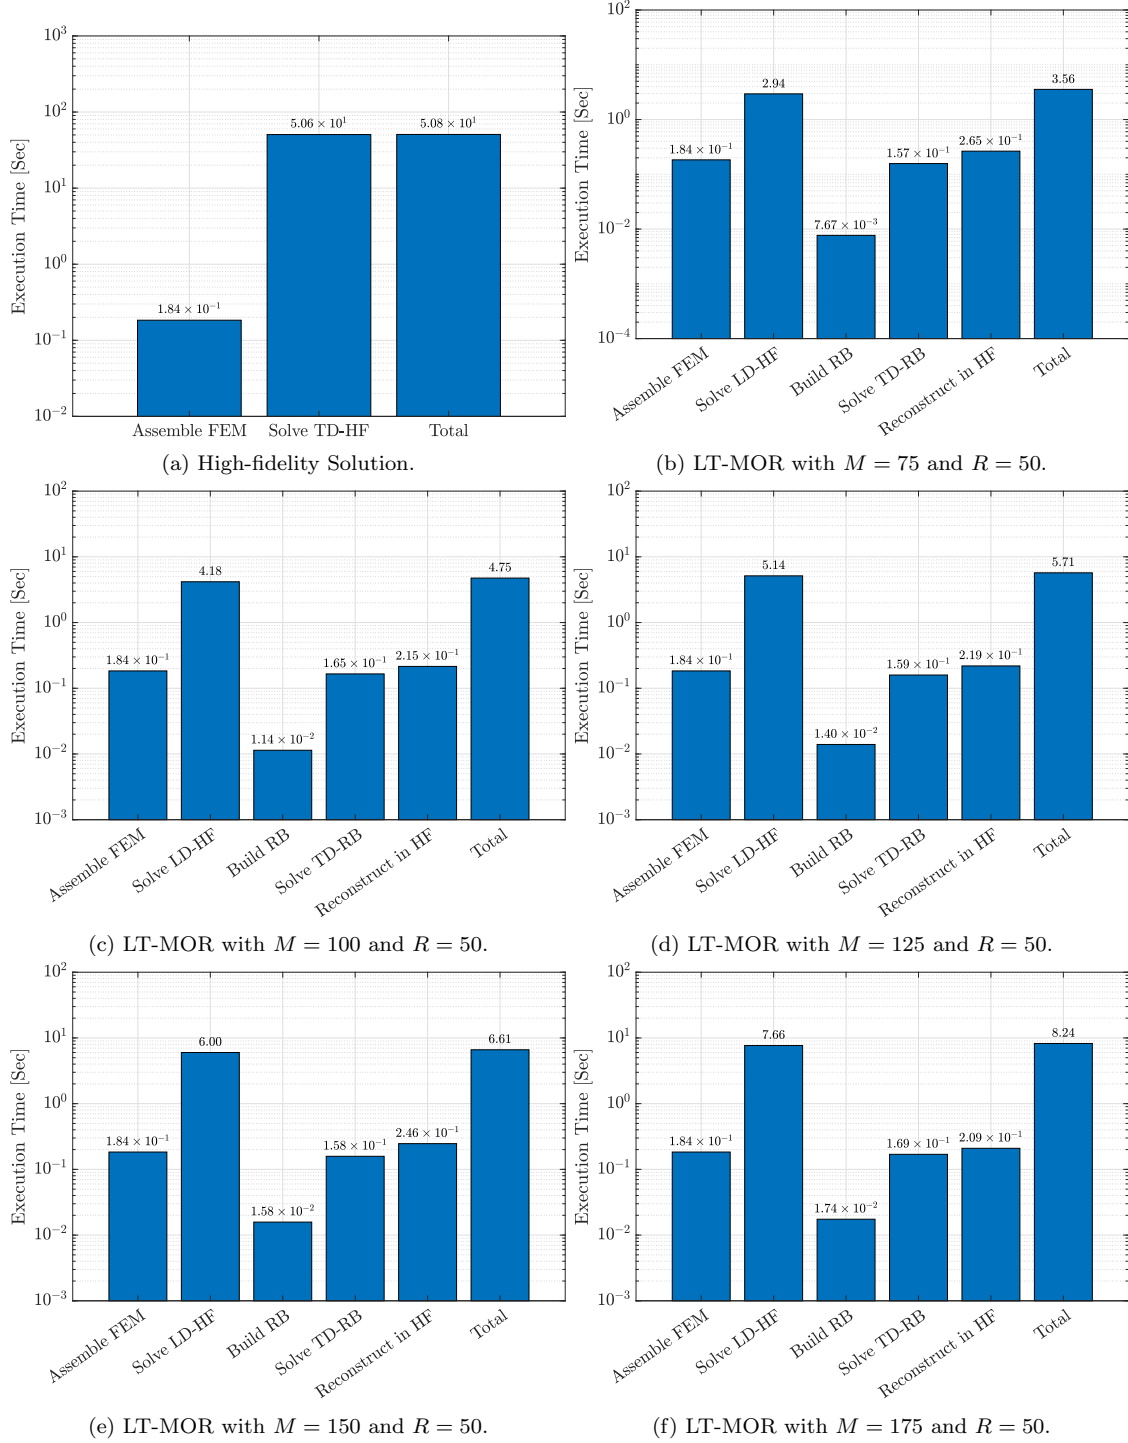 10^3
10^2
10^1
10^0
10^-1
10^-2
Execution Time [Sec]
1.84 × 10^-1
5.06 × 10^1
5.08 × 10^1
Assemble FEM
Solve TD-HF
Total
(a) High-fidelity Solution.
10^2
10^0
10^-2
10^-4
Execution Time [Sec]
1.84 × 10^-1
2.94
7.67 × 10^-3
1.57 × 10^-1
2.65 × 10^-1
3.56
Assemble FEM
Solve LD-HF
Build RB
Solve TD-RB
Reconstruct in HF
Total
(b) LT-MOR with M = 75 and R = 50.
10^2
10^1
10^0
10^-1
10^-2
10^-3
Execution Time [Sec]
1.84 × 10^-1
4.18
1.14 × 10^-2
1.65 × 10^-1
2.15 × 10^-1
4.75
Assemble FEM
Solve LD-HF
Build RB
Solve TD-RB
Reconstruct in HF
Total
(c) LT-MOR with M = 100 and R = 50.
10^2
10^1
10^0
10^-1
10^-2
10^-3
Execution Time [Sec]
1.84 × 10^-1
5.14
1.40 × 10^-2
1.59 × 10^-1
2.19 × 10^-1
5.71
Assemble FEM
Solve LD-HF
Build RB
Solve TD-RB
Reconstruct in HF
Total
(d) LT-MOR with M = 125 and R = 50.
10^2
10^1
10^0
10^-1
10^-2
10^-3
Execution Time [Sec]
1.84 × 10^-1
6.00
1.58 × 10^-2
1.58 × 10^-1
2.46 × 10^-1
6.61
Assemble FEM
Solve LD-HF
Build RB
Solve TD-RB
Reconstruct in HF
Total
(e) LT-MOR with M = 150 and R = 50.
10^2
10^1
10^0
10^-1
10^-2
10^-3
Execution Time [Sec]
1.84 × 10^-1
7.66
1.74 × 10^-2
1.69 × 10^-1
2.09 × 10^-1
8.24
Assemble FEM
Solve LD-HF
Build RB
Solve TD-RB
Reconstruct in HF
Total
(f) LT-MOR with M = 175 and R = 50.